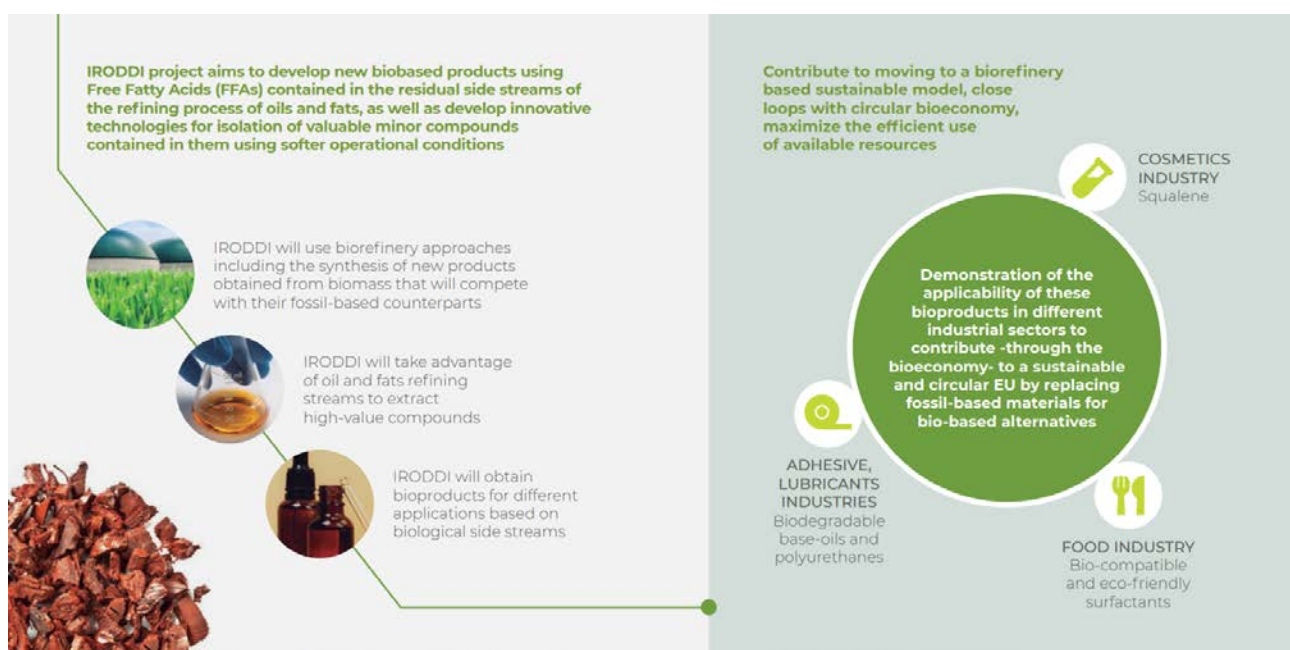 IRODDI project aims to develop new biobased products using
Free Fatty Acids (FFAs) contained in the residual side streams of
the refining process of oils and fats, as well as develop innovative
technologies for isolation of valuable minor compounds
contained in them using softer operational conditions
IRODDI will use biorefinery approaches
including the synthesis of new products
obtained from biomass that will compete
with their fossil-based counterparts
IRODDI will take advantage
of oil and fats refining
streams to extract
high-value compounds
IRODDI will obtain
bioproducts for different
applications based on
biological side streams
Contribute to moving to a biorefinery
based sustainable model, close
loops with circular bioeconomy,
maximize the efficient use
of available resources
COSMETICS
INDUSTRY
Squalene
Demonstration of the
applicability of these
bioproducts in different
industrial sectors to
contribute -through the
bioeconomy- to a sustainable
and circular EU by replacing
fossil-based materials for
bio-based alternatives
ADHESIVE,
LUBRICANTS
INDUSTRIES
Biodegradable
base-oils and
polyurethanes
FOOD INDUSTRY
Bio-compatible
and eco-friendly
surfactants